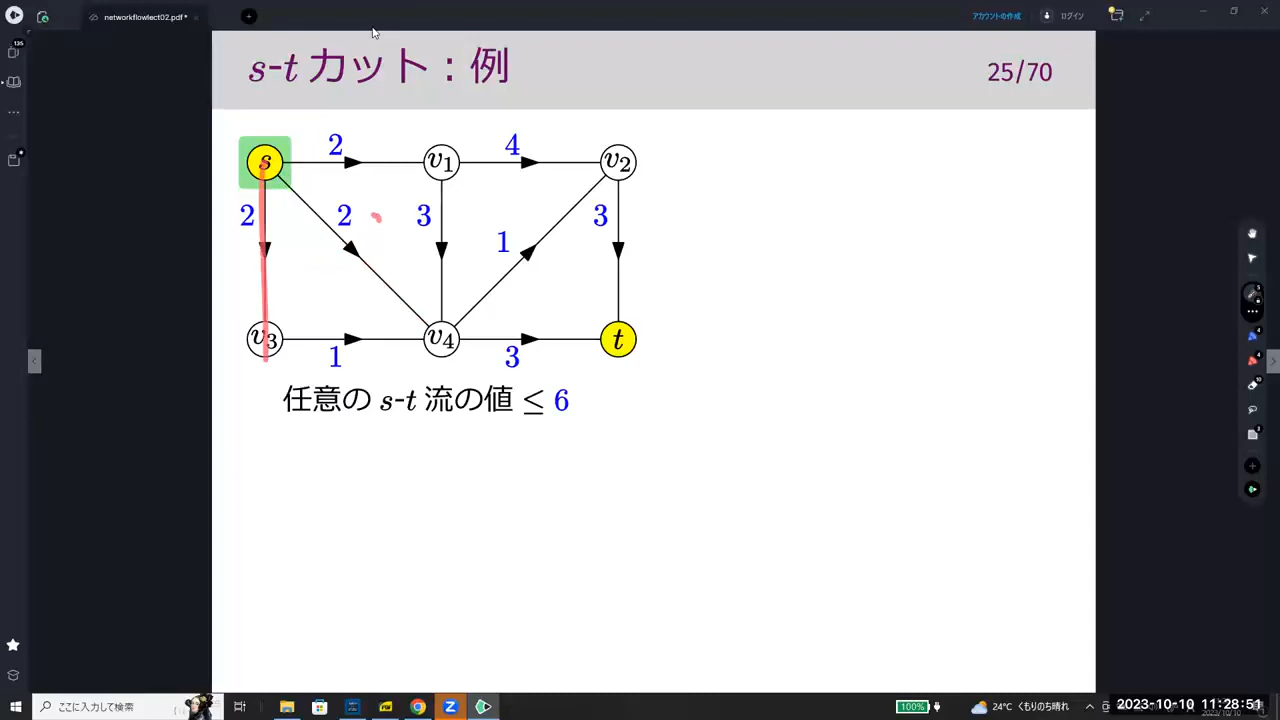 networkflowlect02.pdf *
アカウントの作成
ログイン
135
s-t カット：例
25/70
s
2
v1
4
v2
2
2
3
1
3
v3
1
v4
3
t
任意の s-t 流の値 ≤ 6
ここに入力して検索
100%
24℃ くもりのち晴れ
2023-10-10 11:28:51